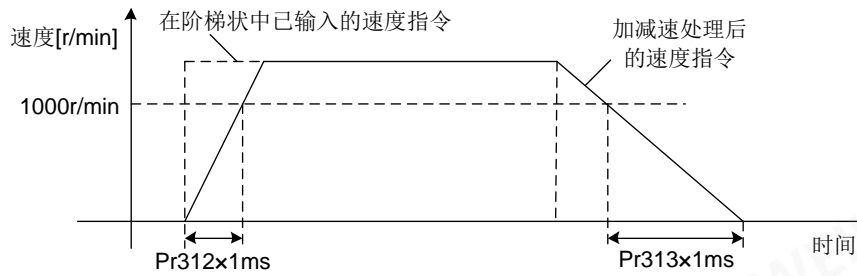 在阶梯状中已输入的速度指令
速度[r/min]
加减速处理后
的速度指令
1000r/min
时间
Pr312×1ms
Pr313×1ms